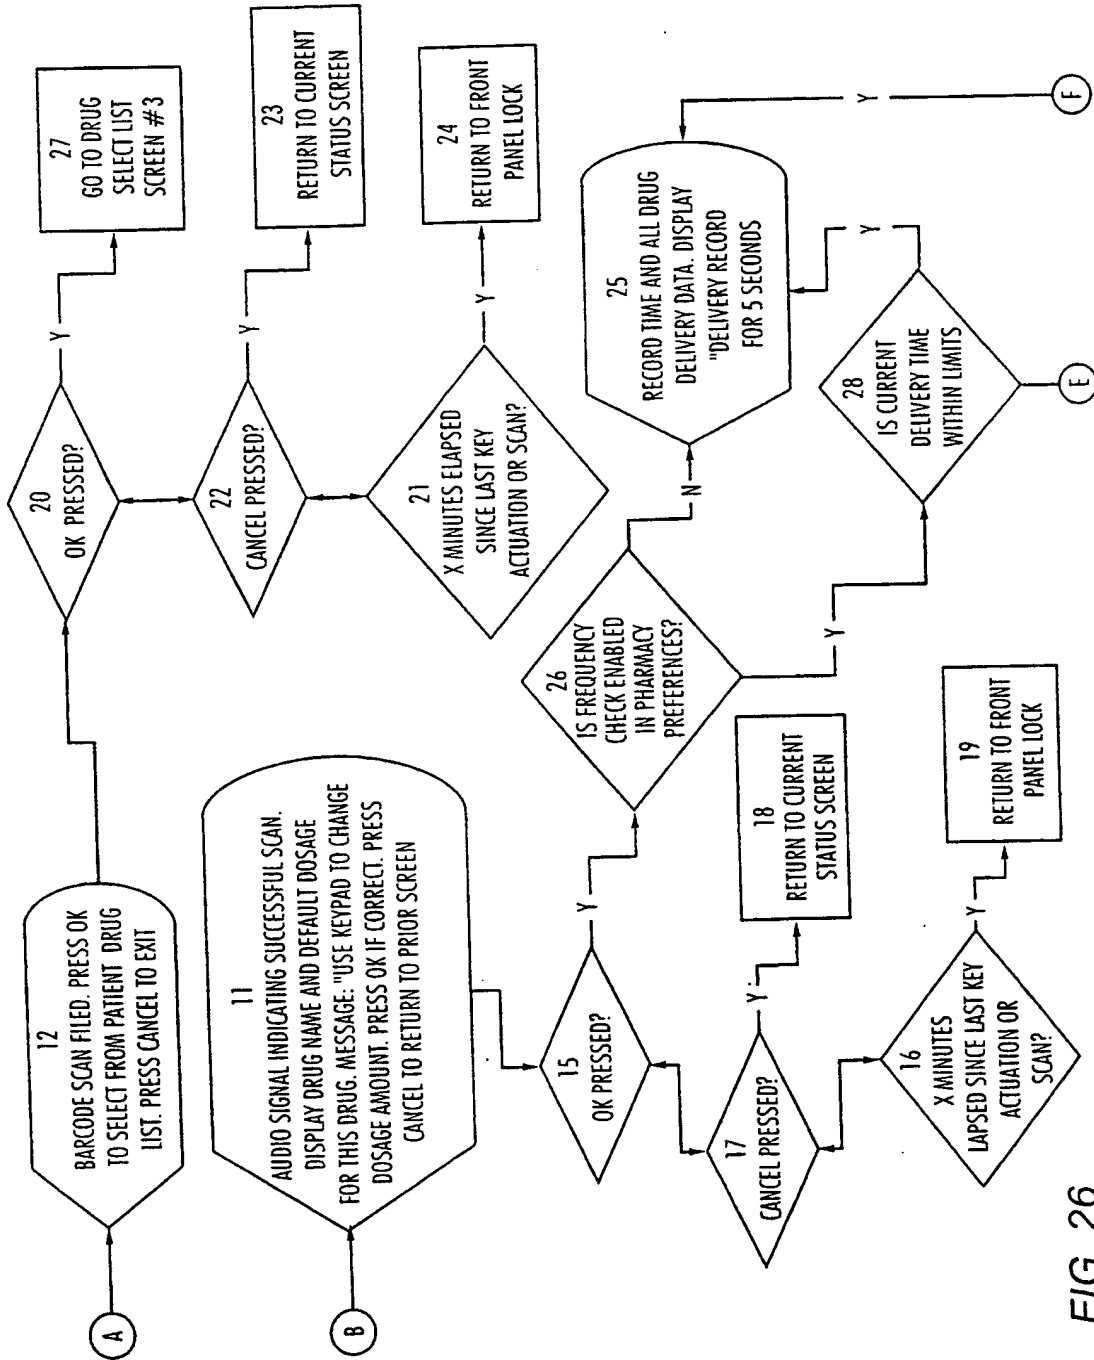 A
12
BARCODE SCAN FILED. PRESS OK
TO SELECT FROM PATIENT DRUG
LIST. PRESS CANCEL TO EXIT
20
OK PRESSED?
Y
27
GO TO DRUG
SELECT LIST
SCREEN #3
22
CANCEL PRESSED?
Y
23
RETURN TO CURRENT
STATUS SCREEN
21
X MINUTES ELAPSED
SINCE LAST KEY
ACTUATION OR SCAN?
Y
24
RETURN TO FRONT
PANEL LOCK
B
11
AUDIO SIGNAL INDICATING SUCCESSFUL SCAN.
DISPLAY DRUG NAME AND DEFAULT DOSAGE
FOR THIS DRUG. MESSAGE: "USE KEYPAD TO CHANGE
DOSAGE AMOUNT. PRESS OK IF CORRECT. PRESS
CANCEL TO RETURN TO PRIOR SCREEN
15
OK PRESSED?
Y
26
IS FREQUENCY
CHECK ENABLED
IN PHARMACY
PREFERENCES?
N
25
RECORD TIME AND ALL DRUG
DELIVERY DATA. DISPLAY
"DELIVERY RECORD
FOR 5 SECONDS
Y
F
Y
28
IS CURRENT
DELIVERY TIME
WITHIN LIMITS
Y
E
17
CANCEL PRESSED?
Y
18
RETURN TO CURRENT
STATUS SCREEN
16
X MINUTES
LAPSED SINCE LAST KEY
ACTUATION OR
SCAN?
Y
19
RETURN TO FRONT
PANEL LOCK
FIG. 26